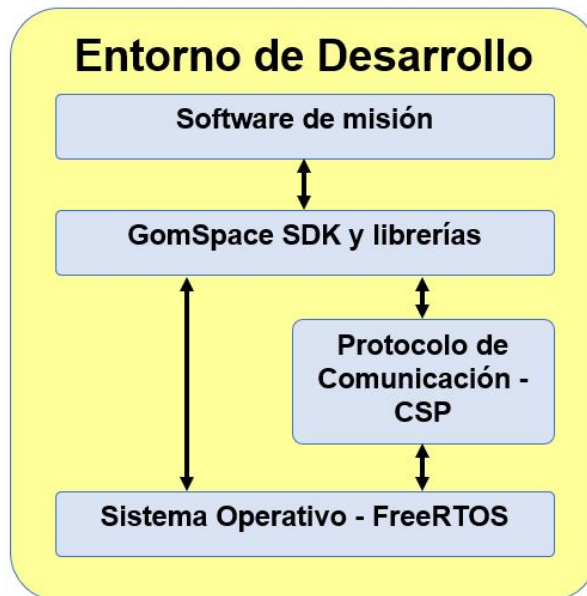 Entorno de Desarrollo
Software de misión
GomSpace SDK y librerías
Protocolo de
Comunicación -
CSP
Sistema Operativo - FreeRTOS